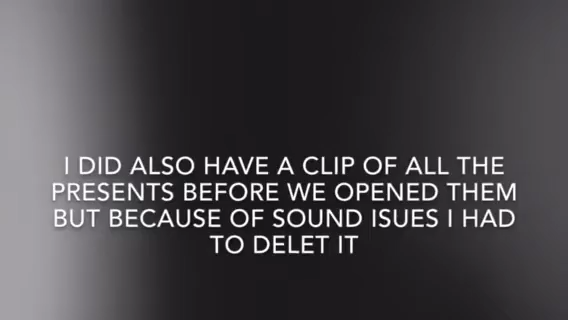 I DID ALSO HAVE A CLIP OF ALL THE
PRESENTS BEFORE WE OPENED THEM
BUT BECAUSE OF SOUND ISUES I HAD
TO DELET IT